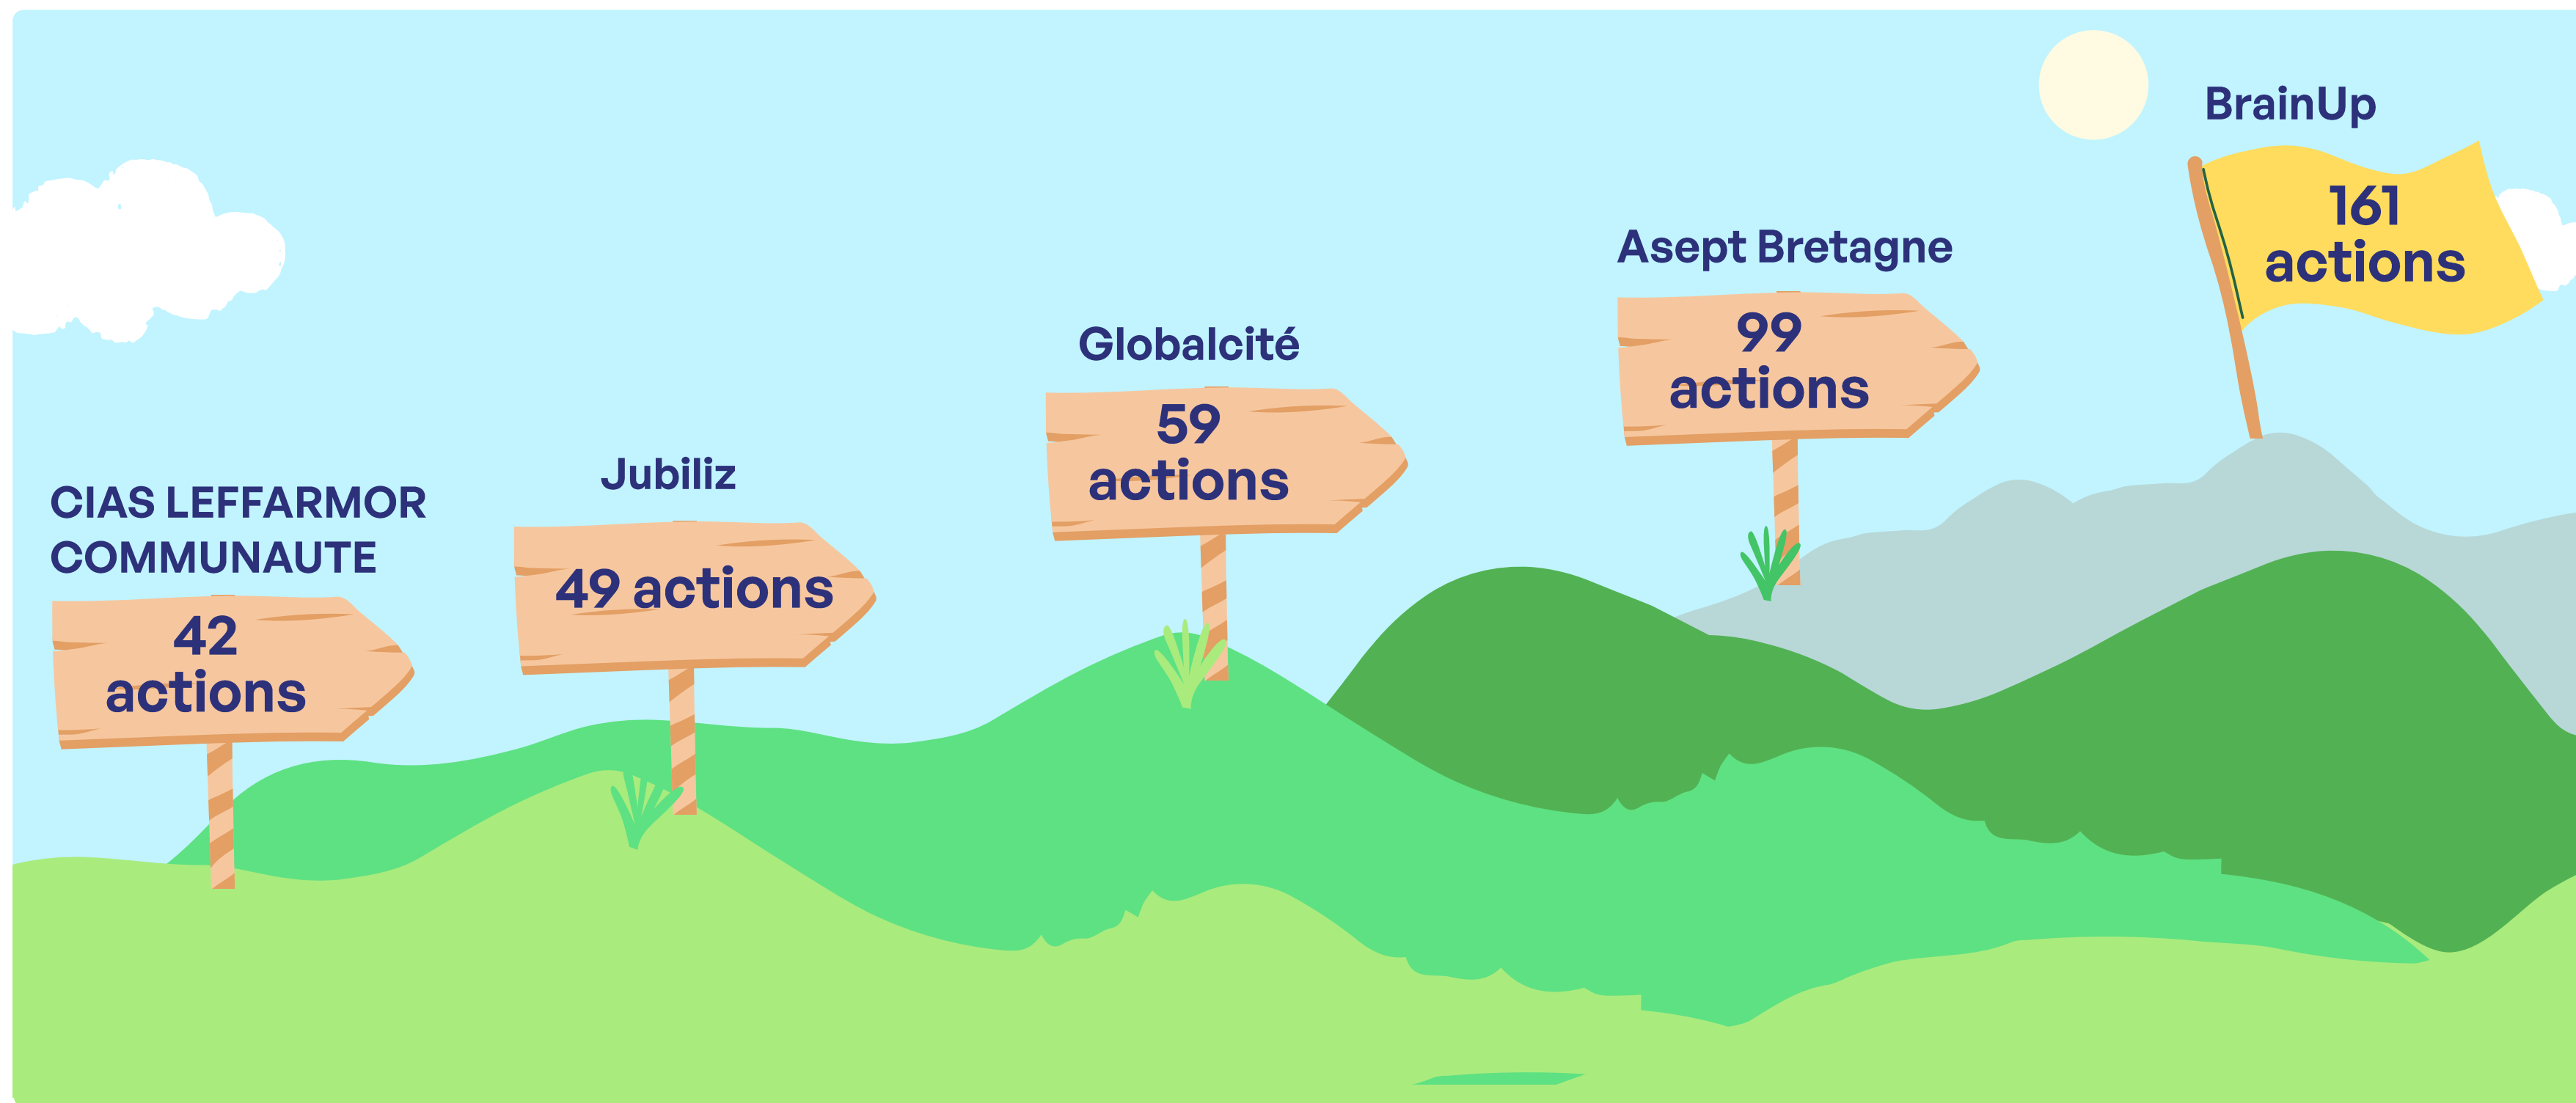 CIAS LEFFARMOR
COMMUNAUTE
42
actions
Jubiliz
49 actions
Globalcité
59
actions
Asept Bretagne
99
actions
BrainUp
161
actions